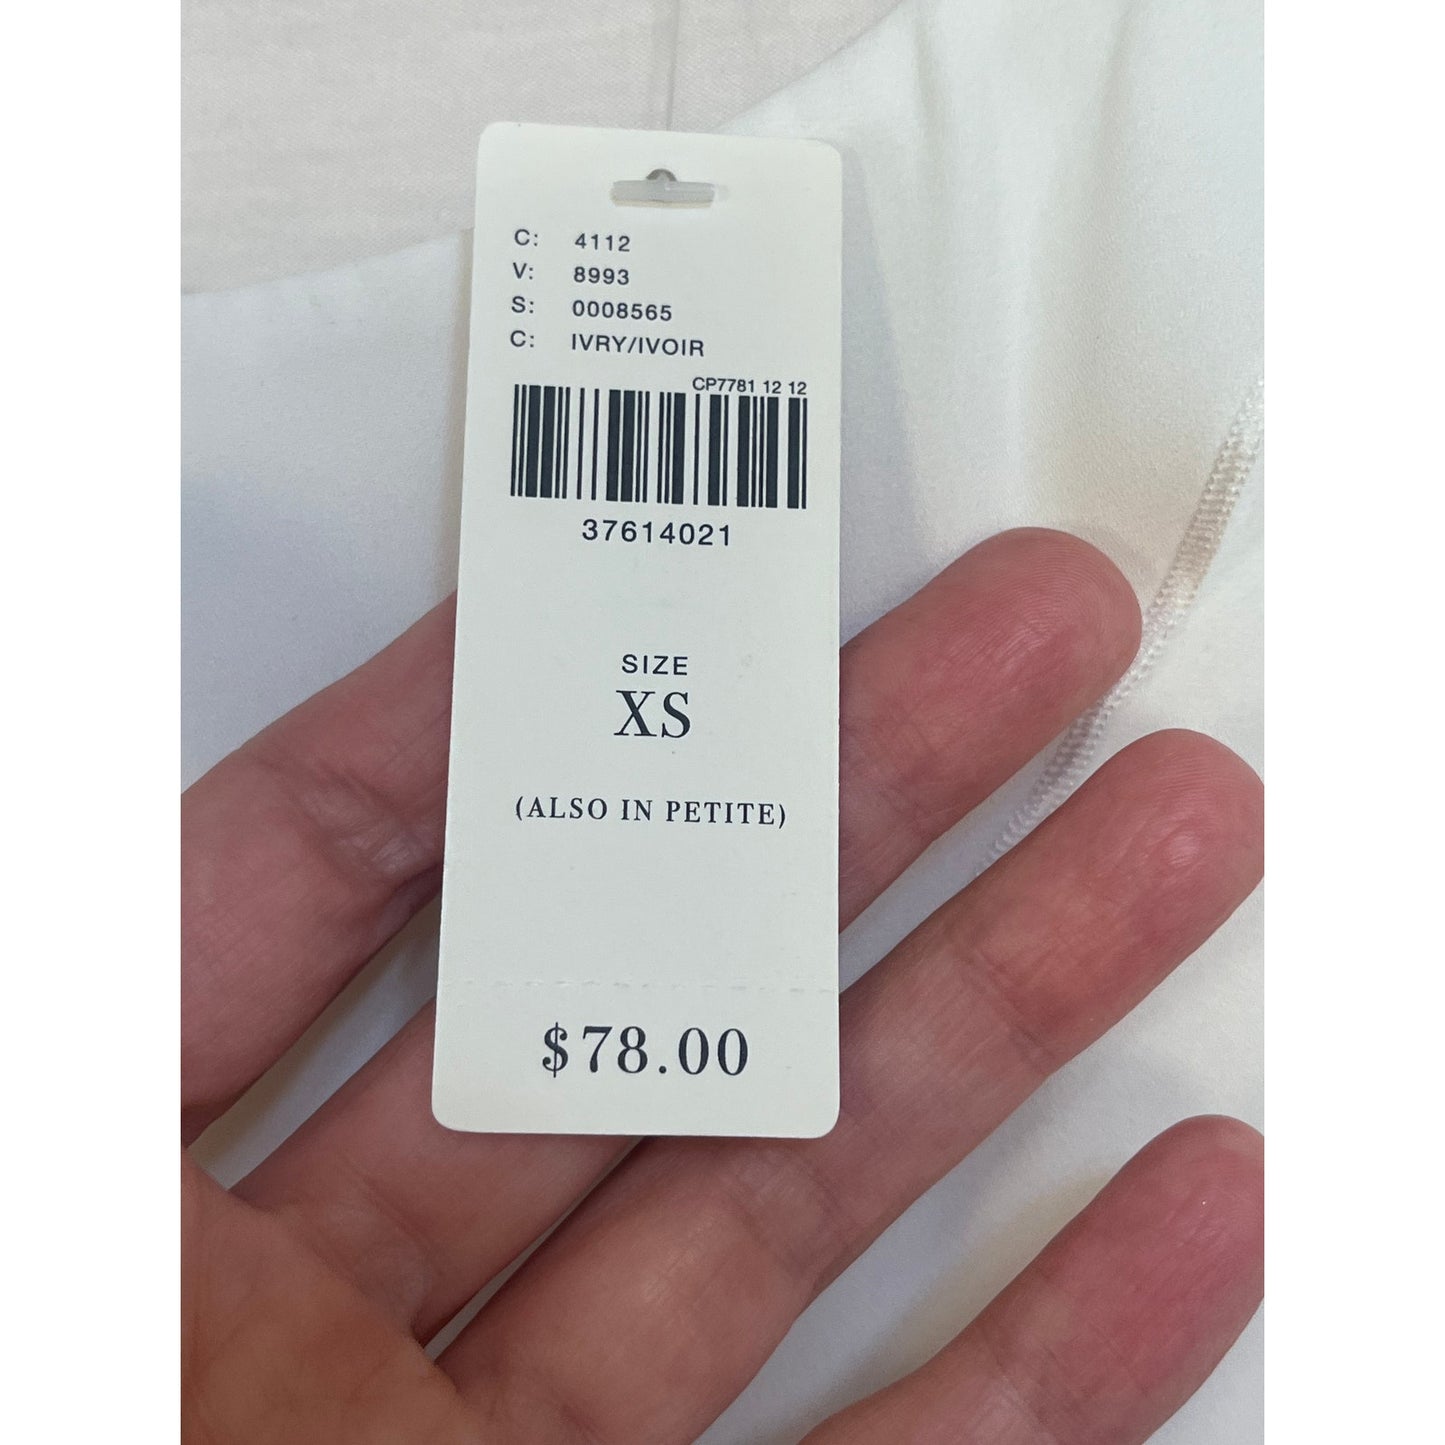 C: 4112
V: 8993
S: 0008565
C: IVRY/IVOIR
CP7781 12 12
37614021
SIZE
XS
(ALSO IN PETITE)
$78.00